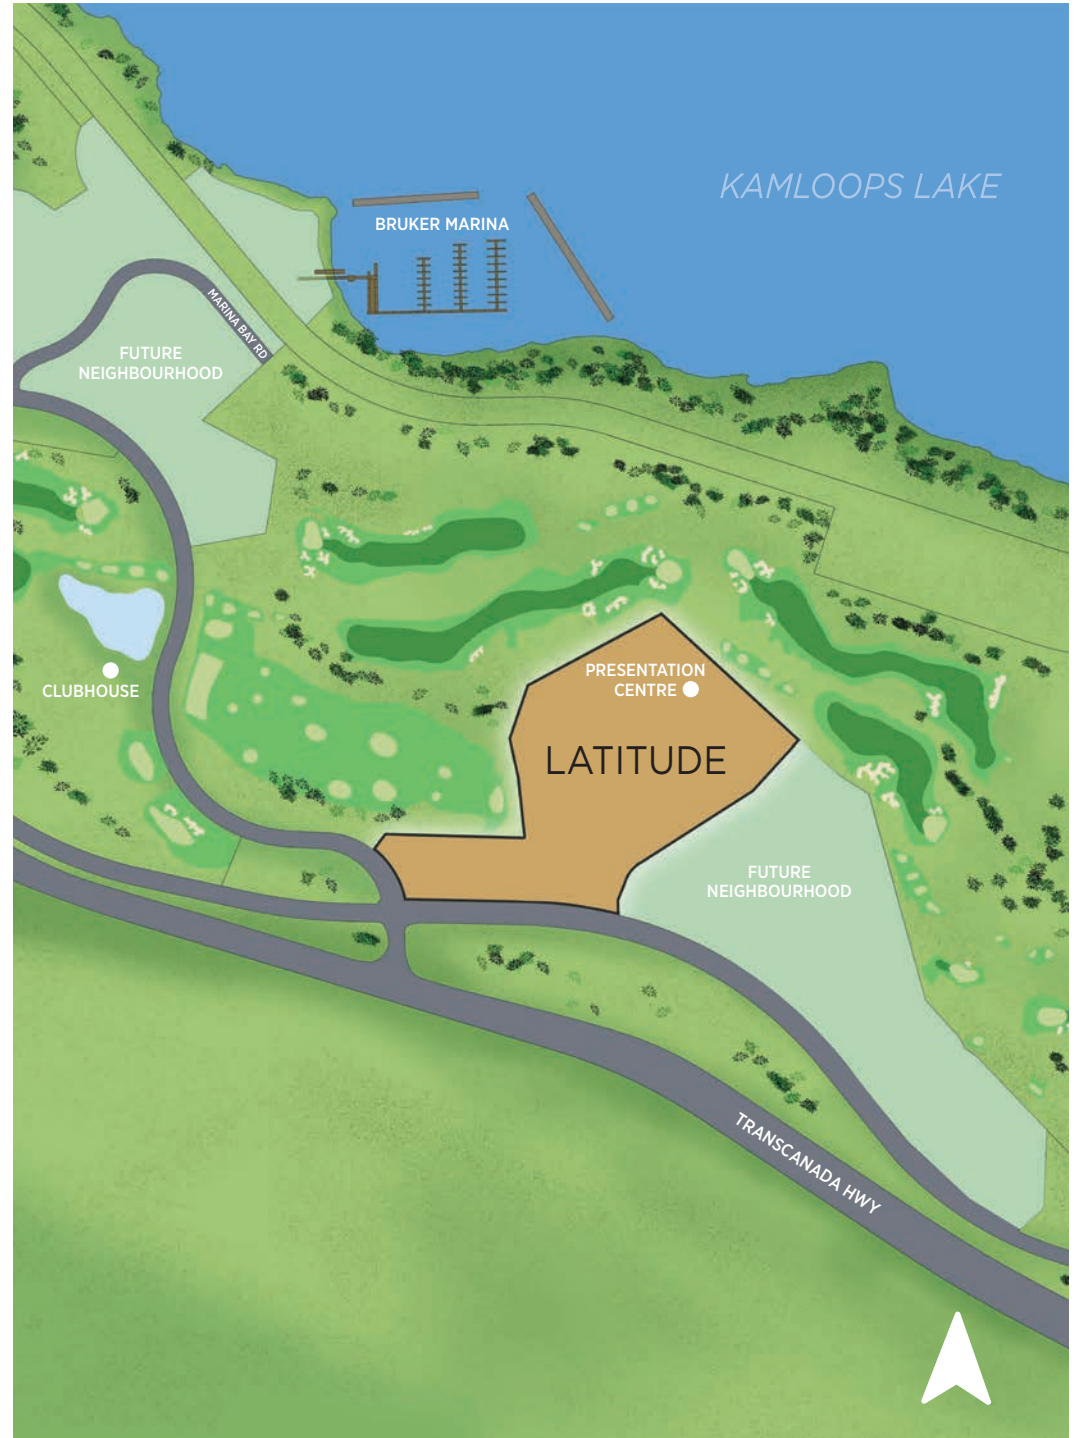 KAMLOOPS LAKE
BRUKER MARINA
MARINA BAY RD
FUTURE
NEIGHBOURHOOD
CLUBHOUSE
PRESENTATION
CENTRE
LATITUDE
FUTURE
NEIGHBOURHOOD
TRANSCANADA HWY